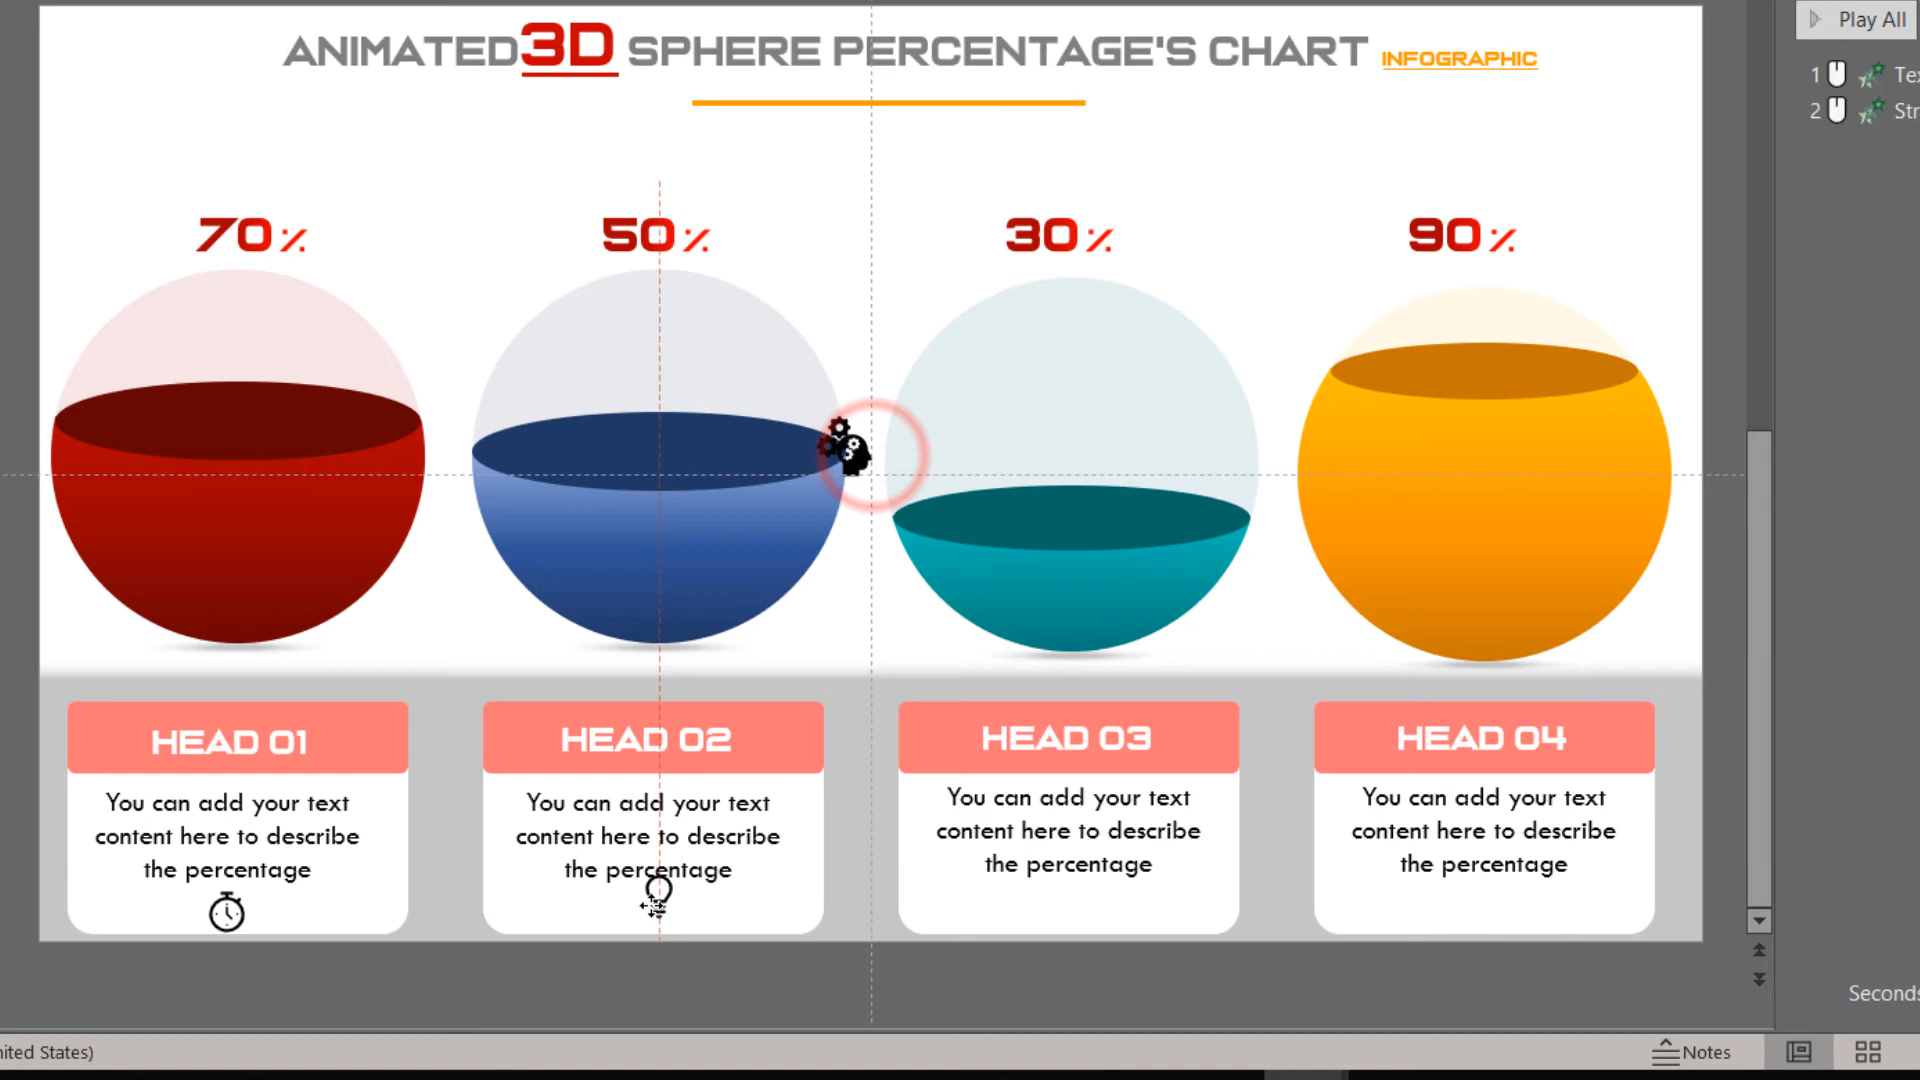 Play All
ANIMATED 3D SPHERE PERCENTAGE'S CHART INFOGRAPHIC
1
2
70%
50%
30%
90%
HEAD 01
You can add your text
content here to describe
the percentage
HEAD 02
You can add your text
content here to describe
the percentage
HEAD 03
You can add your text
content here to describe
the percentage
HEAD 04
You can add your text
content here to describe
the percentage
Seconds
States)
Notes